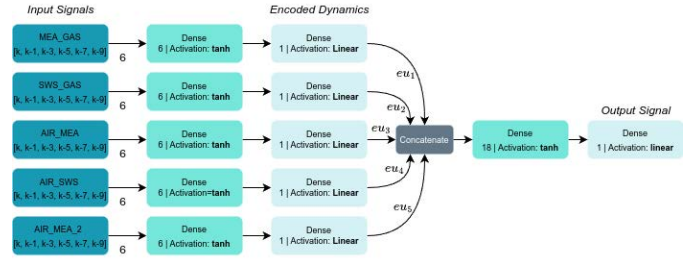 Input Signals
Encoded Dynamics
MEA_GAS
[k, k-1, k-3, k-5, k-7, k-9]
6
Dense
6 | Activation: tanh
Dense
1 | Activation: Linear
eu1
SWS_GAS
[k, k-1, k-3, k-5, k-7, k-9]
6
Dense
6 | Activation: tanh
Dense
1 | Activation: Linear
eu2
AIR_MEA
[k, k-1, k-3, k-5, k-7, k-9]
6
Dense
6 | Activation: tanh
Dense
1 | Activation: Linear
eu3
Concatenate
Dense
18 | Activation: tanh
Output Signal
Dense
1 | Activation: linear
AIR_SWS
[k, k-1, k-3, k-5, k-7, k-9]
6
Dense
6 | Activation=tanh
Dense
1 | Activation: Linear
eu4
AIR_MEA_2
[k, k-1, k-3, k-5, k-7, k-9]
6
Dense
6 | Activation: tanh
Dense
1 | Activation: Linear
eu5